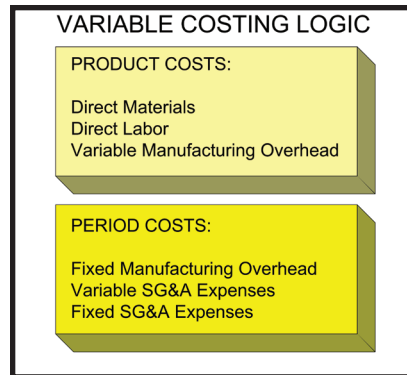 VARIABLE COSTING LOGIC
PRODUCT COSTS:
Direct Materials
Direct Labor
Variable Manufacturing Overhead
PERIOD COSTS:
Fixed Manufacturing Overhead
Variable SG&A Expenses
Fixed SG&A Expenses